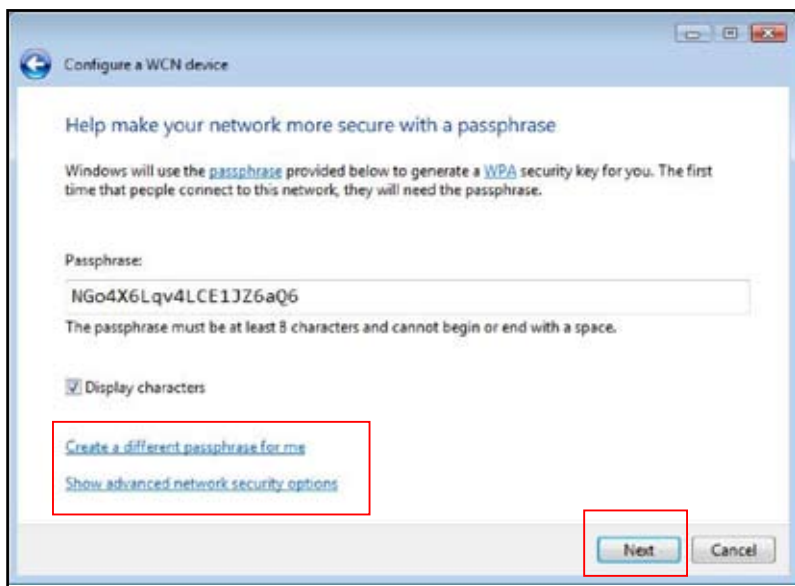 Configure a WCN device
Help make your network more secure with a passphrase
Windows will use the passphrase provided below to generate a WPA security key for you. The first
time that people connect to this network, they will need the passphrase.
Passphrase:
NGo4X6Lqv4LCE1JZ6aQ6
The passphrase must be at least 8 characters and cannot begin or end with a space.
Display characters
Create a different passphrase for me
Show advanced network security options
Next
Cancel